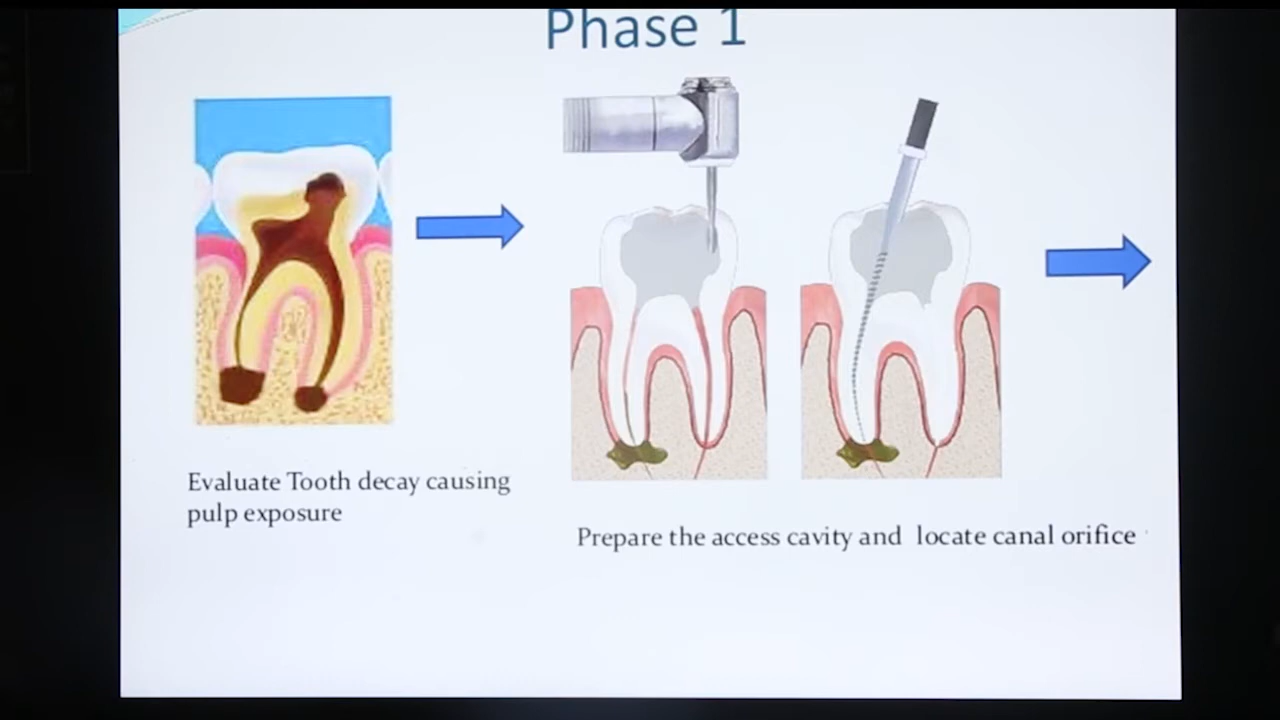 Phase 1
Evaluate Tooth decay causing
pulp exposure
Prepare the access cavity and locate canal orifice